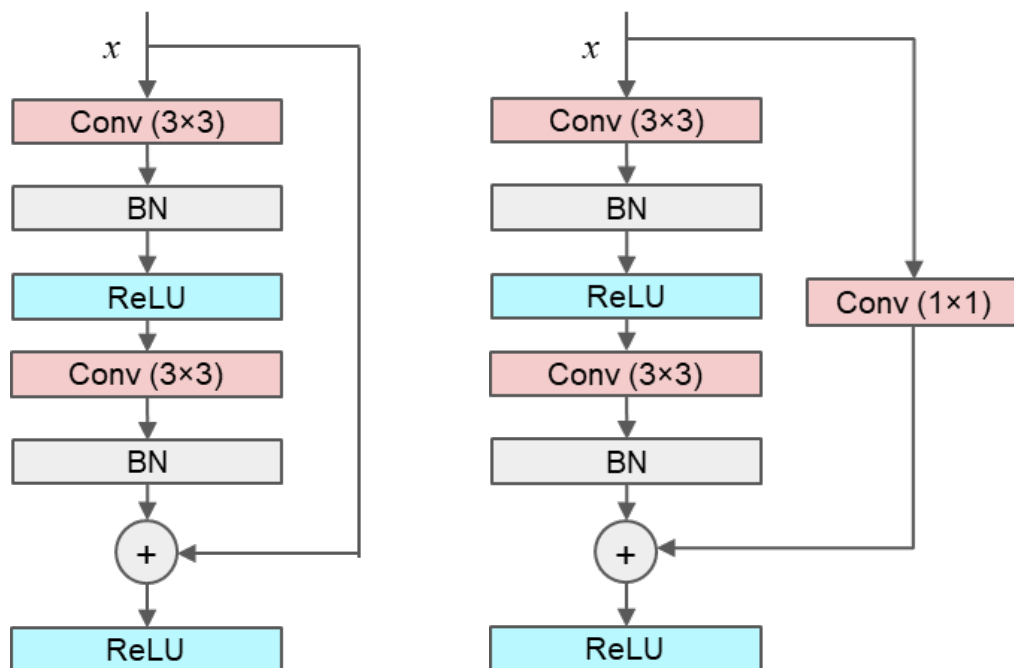 x
Conv (3×3)
BN
ReLU
Conv (3×3)
BN
+
ReLU
x
Conv (3×3)
BN
ReLU
Conv (1×1)
Conv (3×3)
BN
+
ReLU